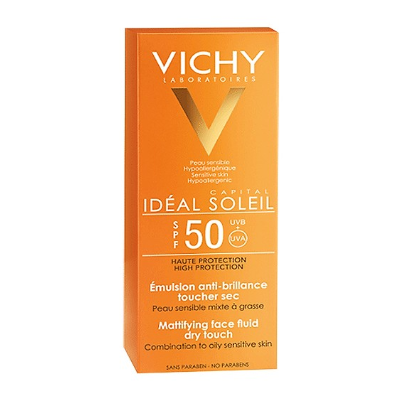 VICHY
LABORATOIRES
V
Peau sensible
Hypoallergénique
Sensitive skin
Hypoallergenic
CAPITAL
IDÉAL SOLEIL
SPF 50 UVB + UVA
HAUTE PROTECTION
HIGH PROTECTION
Émulsion anti-brillance
toucher sec
Peau sensible mixte à grasse
Mattifying face fluid
dry touch
Combination to oily sensitive skin
SANS PARABEN - NO PARABEN